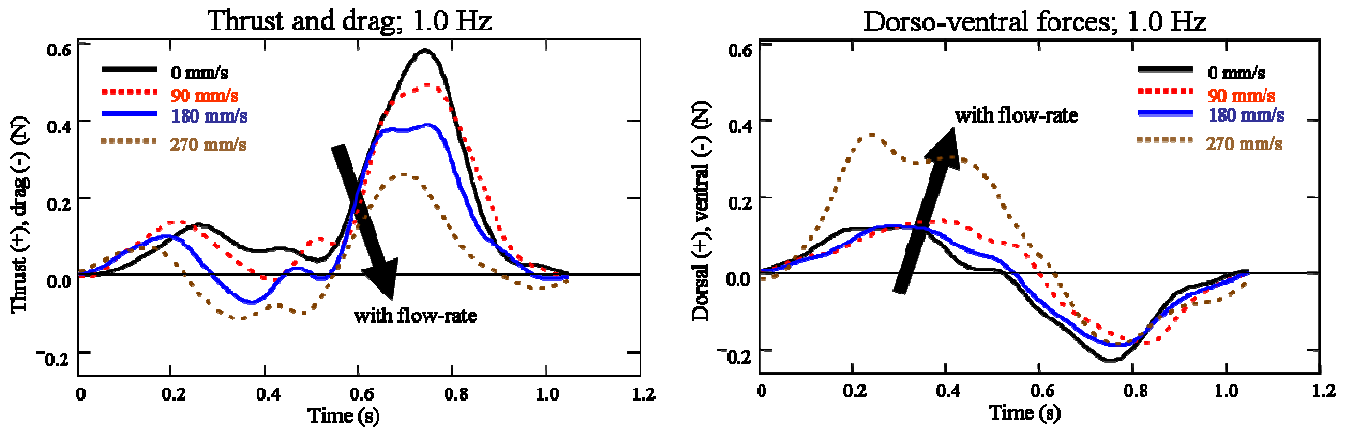 Thrust and drag; 1.0 Hz
Thrust (+), drag (-) (N)
0.6
0.4
0.2
0.0
−0.2
0 mm/s
90 mm/s
180 mm/s
270 mm/s
with flow-rate
0.0 0.2 0.4 0.6 0.8 1.0 1.2
Time (s)
Dorso-ventral forces; 1.0 Hz
Dorsal (+), ventral (-) (N)
0.6
0.4
0.2
0.0
−0.2
0 mm/s
90 mm/s
180 mm/s
270 mm/s
with flow-rate
0.0 0.2 0.4 0.6 0.8 1.0 1.2
Time (s)